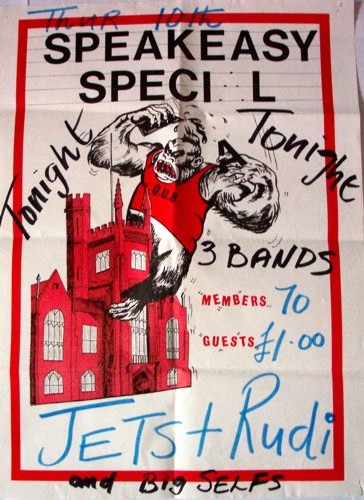 Thur 10th
SPEAKEASY
SPECI L
Tonight
Tonight
Q.U.B
3 BANDS
MEMBERS 70
GUESTS £1.00
JETS + Rudi
and Big SELFS